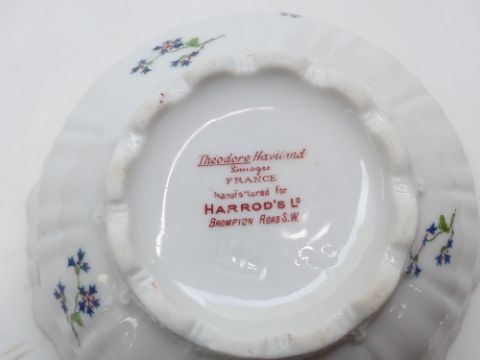 Theodore Haviland
Limoges
FRANCE
Manufactured for
HARROD'S LD
BROMPTON ROAD S.W.